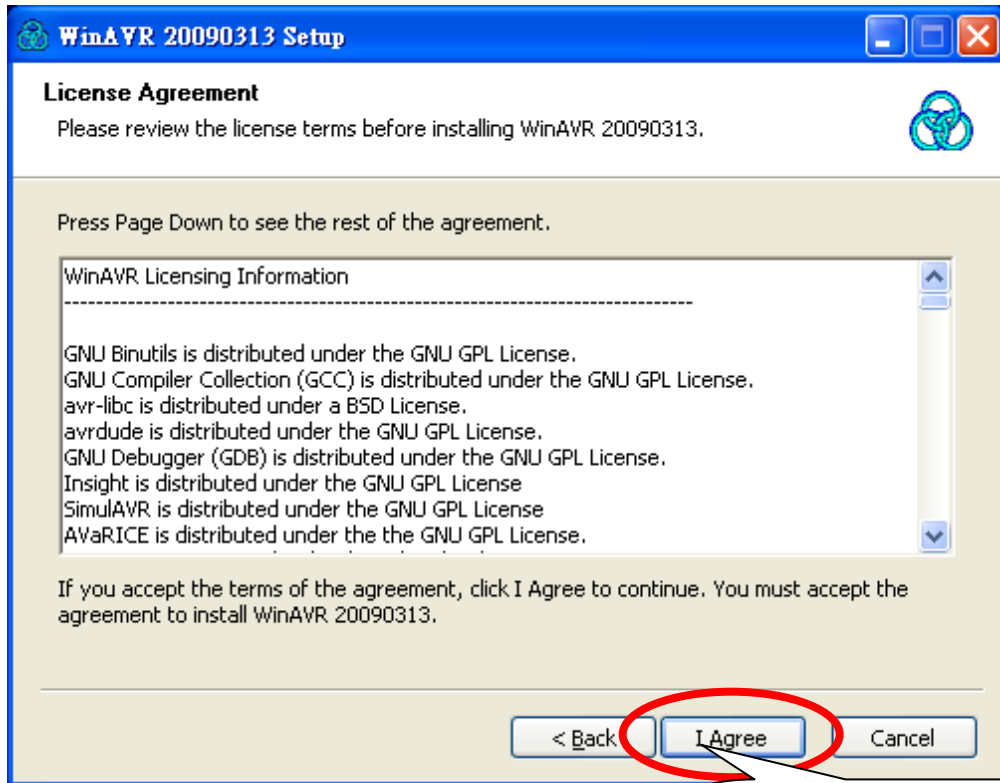 WinAVR 20090313 Setup
License Agreement
Please review the license terms before installing WinAVR 20090313.
Press Page Down to see the rest of the agreement.
WinAVR Licensing Information
-------------------------------------------------------------------------------
GNU Binutils is distributed under the GNU GPL License.
GNU Compiler Collection (GCC) is distributed under the GNU GPL License.
avr-libc is distributed under a BSD License.
avrdude is distributed under the GNU GPL License.
GNU Debugger (GDB) is distributed under the GNU GPL License.
Insight is distributed under the GNU GPL License
SimulAVR is distributed under the GNU GPL License
AVaRICE is distributed under the the GNU GPL License.
If you accept the terms of the agreement, click I Agree to continue. You must accept the
agreement to install WinAVR 20090313.
< Back I Agree Cancel